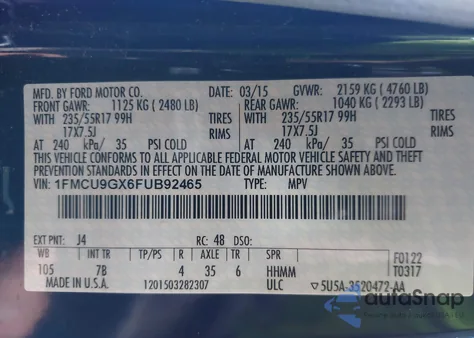 MFD. BY FORD MOTOR CO. DATE: 03/15 GVWR: 2159 KG ( 4760 LB)
FRONT GAWR: 1125 KG ( 2480 LB) REAR GAWR: 1040 KG ( 2293 LB)
WITH 235/55R17 99H TIRES WITH 235/55R17 99H TIRES
17X7.5J RIMS 17X7.5J RIMS
AT 240 kPa/ 35 PSI COLD AT 240 kPa/ 35 PSI COLD
THIS VEHICLE CONFORMS TO ALL APPLICABLE FEDERAL MOTOR VEHICLE SAFETY AND THEFT
PREVENTION STANDARDS IN EFFECT ON THE DATE OF MANUFACTURE SHOWN ABOVE.
VIN: 1FMCU9GX6FUB92465 TYPE: MPV
EXT PNT: J4 RC: 48 DSO: F0122
WB INT TR TP/PS R AXLE TR SPR T0317
105 7B 4 35 6 HHMM
MADE IN U.S.A. 1201503282307 ULC 5U5A-3520472-AA
autoSnap